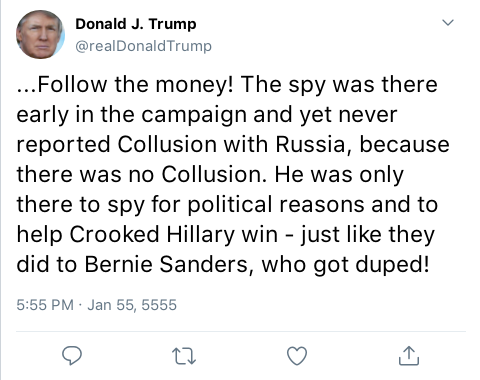 Donald J. Trump
@realDonaldTrump
...Follow the money! The spy was there
early in the campaign and yet never
reported Collusion with Russia, because
there was no Collusion. He was only
there to spy for political reasons and to
help Crooked Hillary win - just like they
did to Bernie Sanders, who got duped!
5:55 PM · Jan 55, 5555